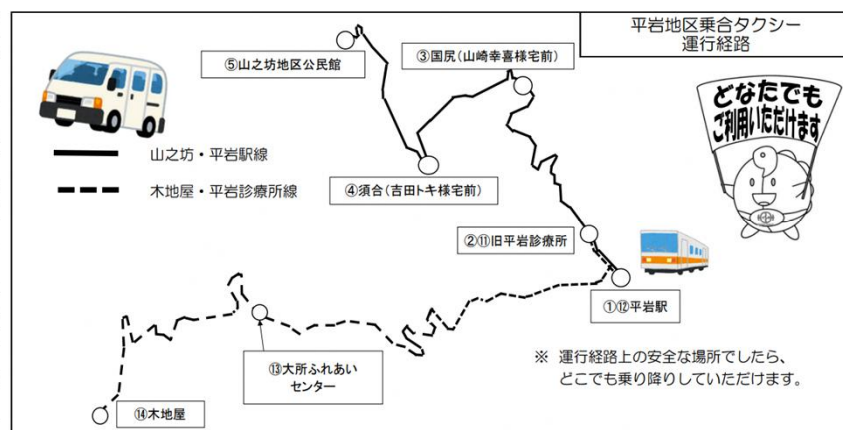 平岩地区乗合タクシー
運行経路
⑤山之坊地区公民館
③国尻（山崎幸喜様宅前）
どなたでも
ご利用いただけます
山之坊・平岩駅線
木地屋・平岩診療所線
④須合（吉田トキ様宅前）
②⑪旧平岩診療所
①⑫平岩駅
⑬大所ふれあい
センター
⑭木地屋
※ 運行経路上の安全な場所でしたら、
どこでも乗り降りしていただけます。